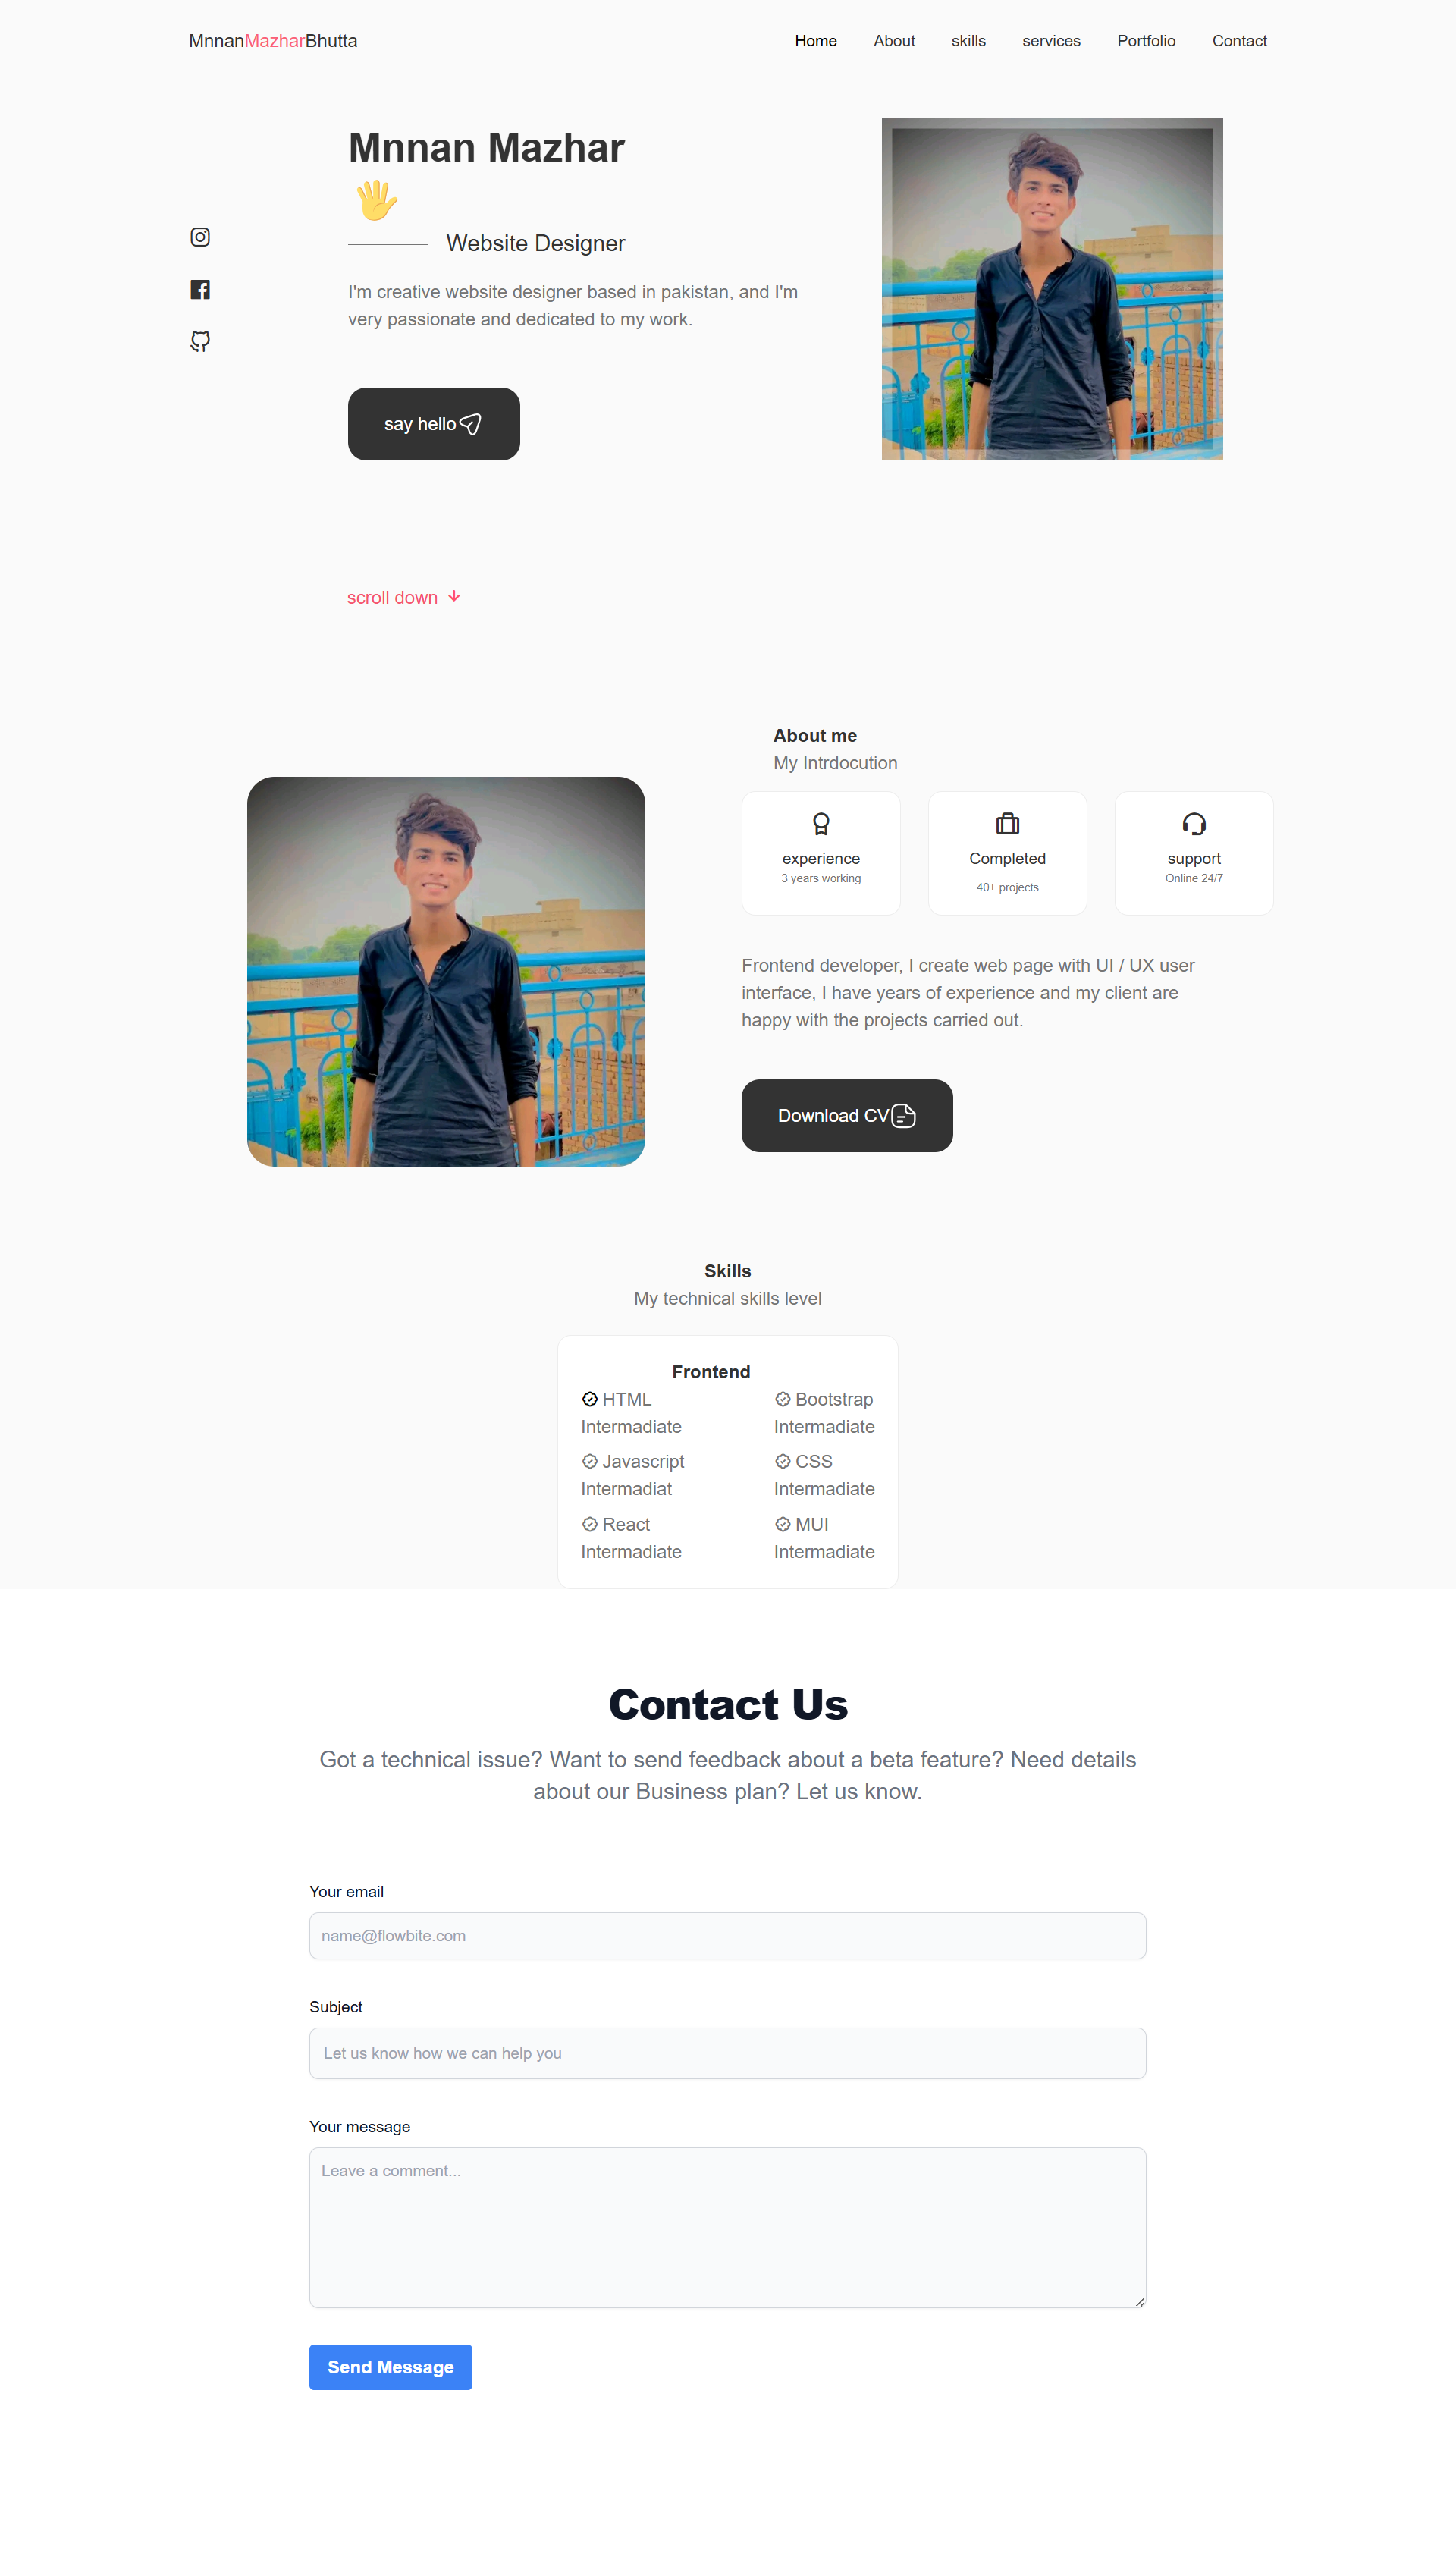 MnnanMazharBhutta
Home About skills services Portfolio Contact
Mnnan Mazhar
Website Designer
I'm creative website designer based in pakistan, and I'm
very passionate and dedicated to my work.
say hello
scroll down
About me
My Intrdocution
experience
3 years working
Completed
40+ projects
support
Online 24/7
Frontend developer, I create web page with UI / UX user
interface, I have years of experience and my client are
happy with the projects carried out.
Download CV
Skills
My technical skills level
Frontend
HTML
Intermadiate
Bootstrap
Intermadiate
Javascript
Intermadiat
CSS
Intermadiate
React
Intermadiate
MUI
Intermadiate
Contact Us
Got a technical issue? Want to send feedback about a beta feature? Need details
about our Business plan? Let us know.
Your email
name@flowbite.com
Subject
Let us know how we can help you
Your message
Leave a comment...
Send Message